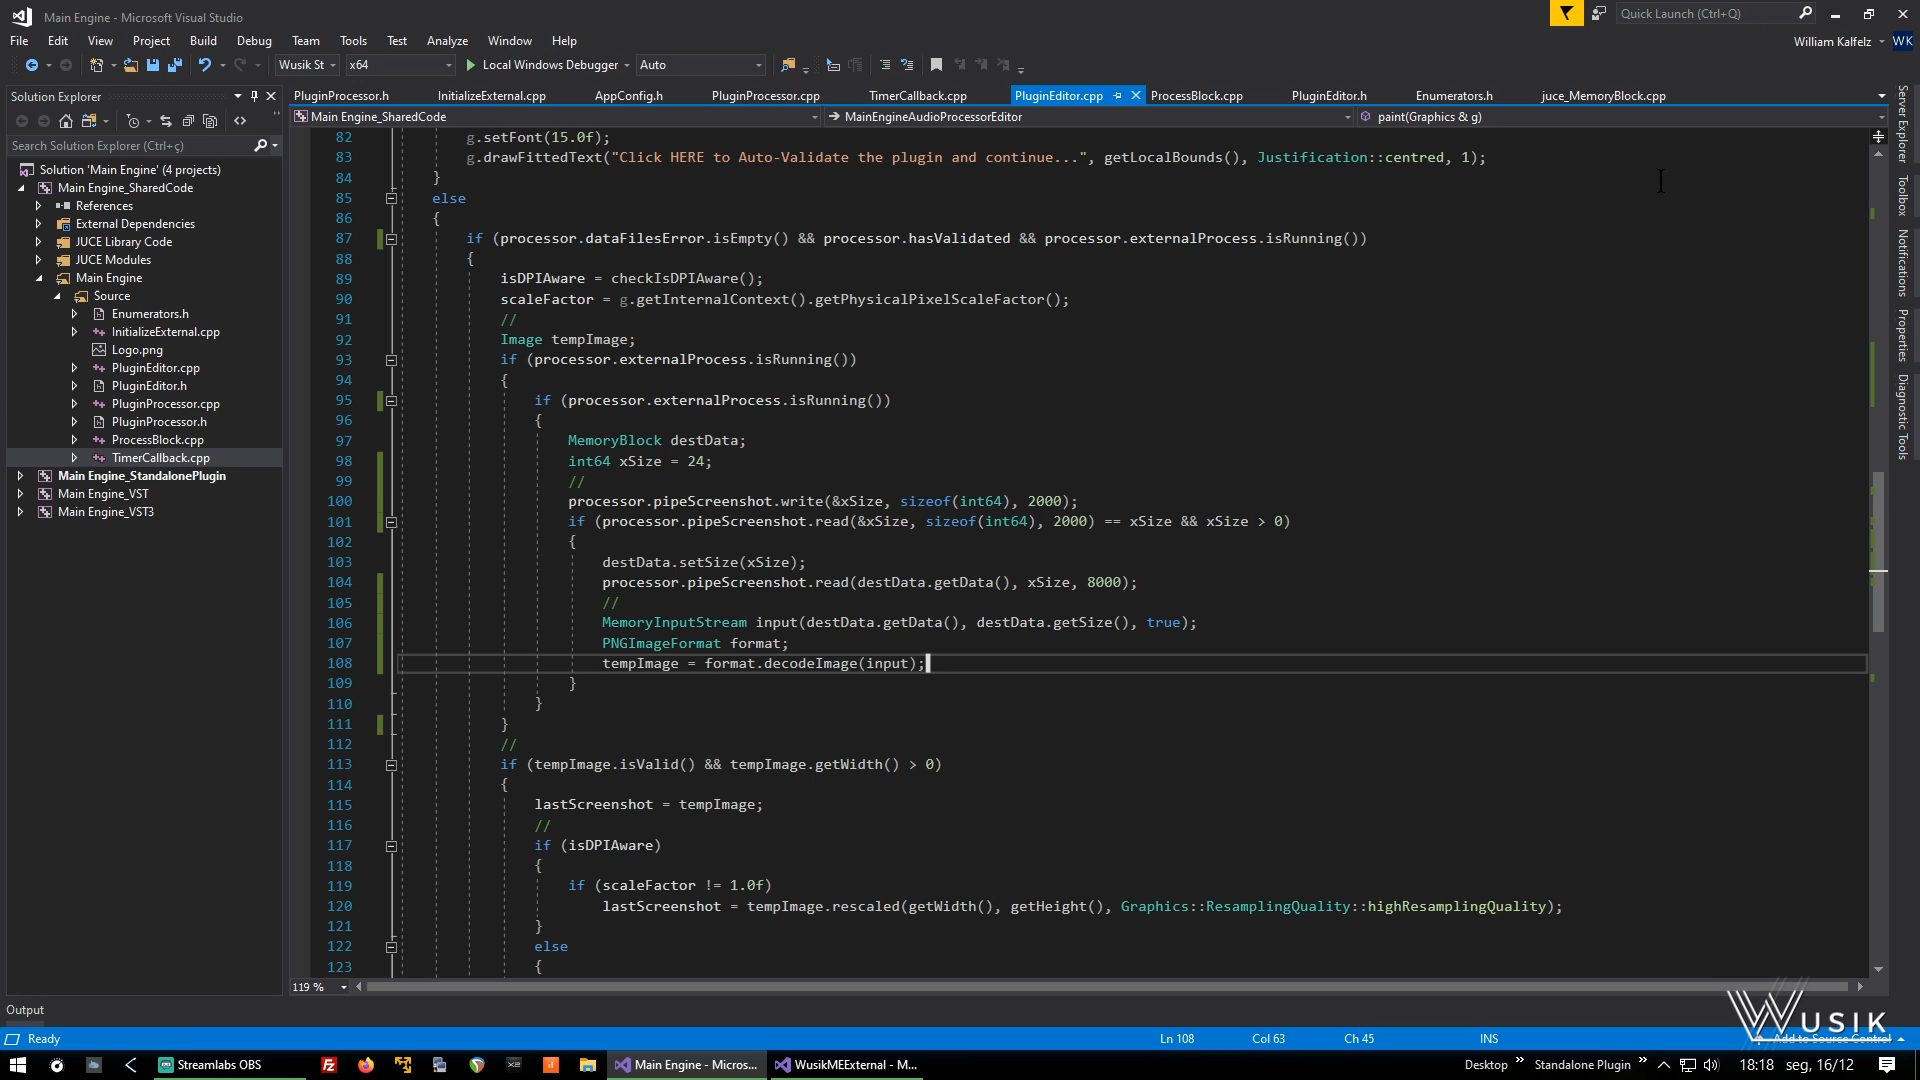 Main Engine - Microsoft Visual Studio
Quick Launch (Ctrl+Q)
File Edit View Project Build Debug Team Tools Test Analyze Window Help
William Kalfelz WK
Wusik St x64 Local Windows Debugger Auto
Solution Explorer
PluginProcessor.h InitializeExternal.cpp AppConfig.h PluginProcessor.cpp TimerCallback.cpp PluginEditor.cpp ProcessBlock.cpp PluginEditor.h Enumerators.h juce_MemoryBlock.cpp
Main Engine_SharedCode MainEngineAudioProcessorEditor paint(Graphics & g)
Search Solution Explorer (Ctrl+ç)
Solution 'Main Engine' (4 projects)
Main Engine_SharedCode
References
External Dependencies
JUCE Library Code
JUCE Modules
Main Engine
Source
Enumerators.h
InitializeExternal.cpp
Logo.png
PluginEditor.cpp
PluginEditor.h
PluginProcessor.cpp
PluginProcessor.h
ProcessBlock.cpp
TimerCallback.cpp
Main Engine_StandalonePlugin
Main Engine_VST
Main Engine_VST3
82 g.setFont(15.0f);
83 g.drawFittedText("Click HERE to Auto-Validate the plugin and continue...", getLocalBounds(), Justification::centred, 1);
84 }
85 else
86 {
87 if (processor.dataFilesError.isEmpty() && processor.hasValidated && processor.externalProcess.isRunning())
88 {
89 isDPIAware = checkIsDPIAware();
90 scaleFactor = g.getInternalContext().getPhysicalPixelScaleFactor();
91 //
92 Image tempImage;
93 if (processor.externalProcess.isRunning())
94 {
95 if (processor.externalProcess.isRunning())
96 {
97 MemoryBlock destData;
98 int64 xSize = 24;
99 //
100 processor.pipeScreenshot.write(&xSize, sizeof(int64), 2000);
101 if (processor.pipeScreenshot.read(&xSize, sizeof(int64), 2000) == xSize && xSize > 0)
102 {
103 destData.setSize(xSize);
104 processor.pipeScreenshot.read(destData.getData(), xSize, 8000);
105 //
106 MemoryInputStream input(destData.getData(), destData.getSize(), true);
107 PNGImageFormat format;
108 tempImage = format.decodeImage(input);
109 }
110 }
111 }
112 //
113 if (tempImage.isValid() && tempImage.getWidth() > 0)
114 {
115 lastScreenshot = tempImage;
116 //
117 if (isDPIAware)
118 {
119 if (scaleFactor != 1.0f)
120 lastScreenshot = tempImage.rescaled(getWidth(), getHeight(), Graphics::ResamplingQuality::highResamplingQuality);
121 }
122 else
123 {
Server Explorer
Toolbox
Notifications
Properties
Diagnostic Tools
119 %
Output
WUSIK
Ready Ln 108 Col 63 Ch 45 INS Add to Source Control
Streamlabs OBS Main Engine - Micros... WusikMEExternal - M... Desktop Standalone Plugin 18:18 seg, 16/12